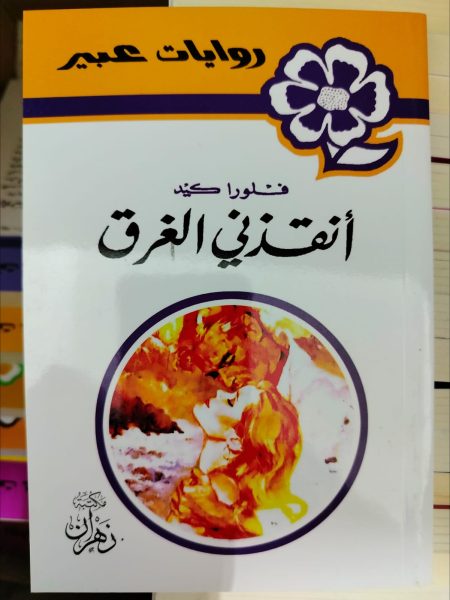 روايات عبير
فلورا كيد
أنقذني الغرق
مكتبة
زهران